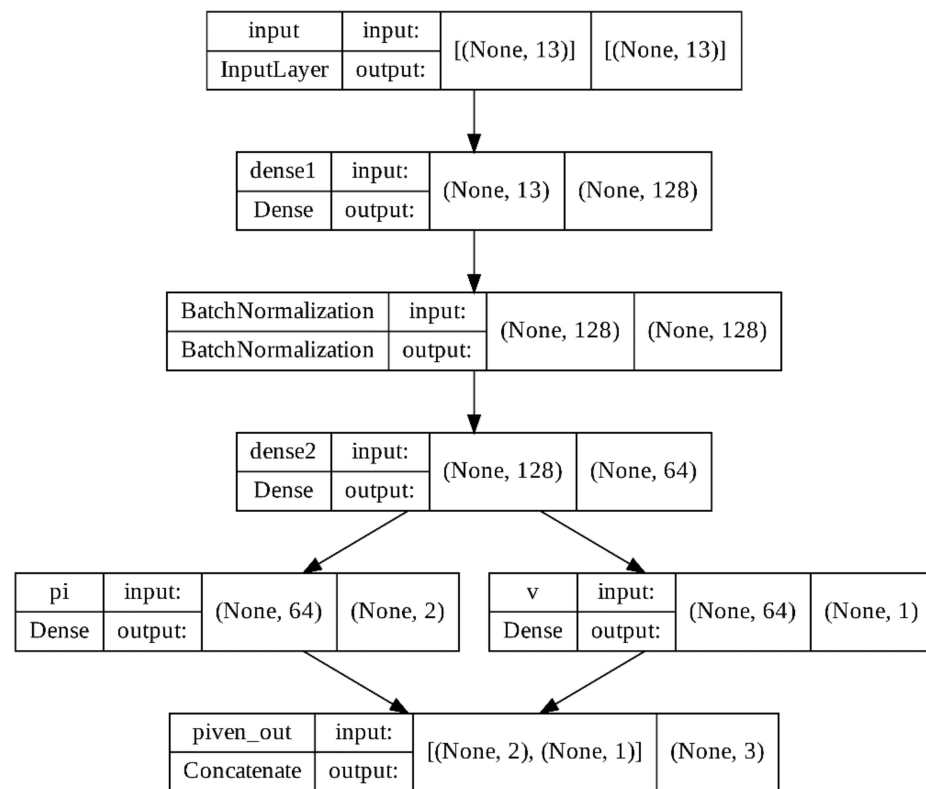 input input: [(None, 13)] [(None, 13)]
InputLayer output:
dense1 input: (None, 13) (None, 128)
Dense output:
BatchNormalization input: (None, 128) (None, 128)
BatchNormalization output:
dense2 input: (None, 128) (None, 64)
Dense output:
pi input: (None, 64) (None, 2)
Dense output:
v input: (None, 64) (None, 1)
Dense output:
piven_out input: [(None, 2), (None, 1)] (None, 3)
Concatenate output: